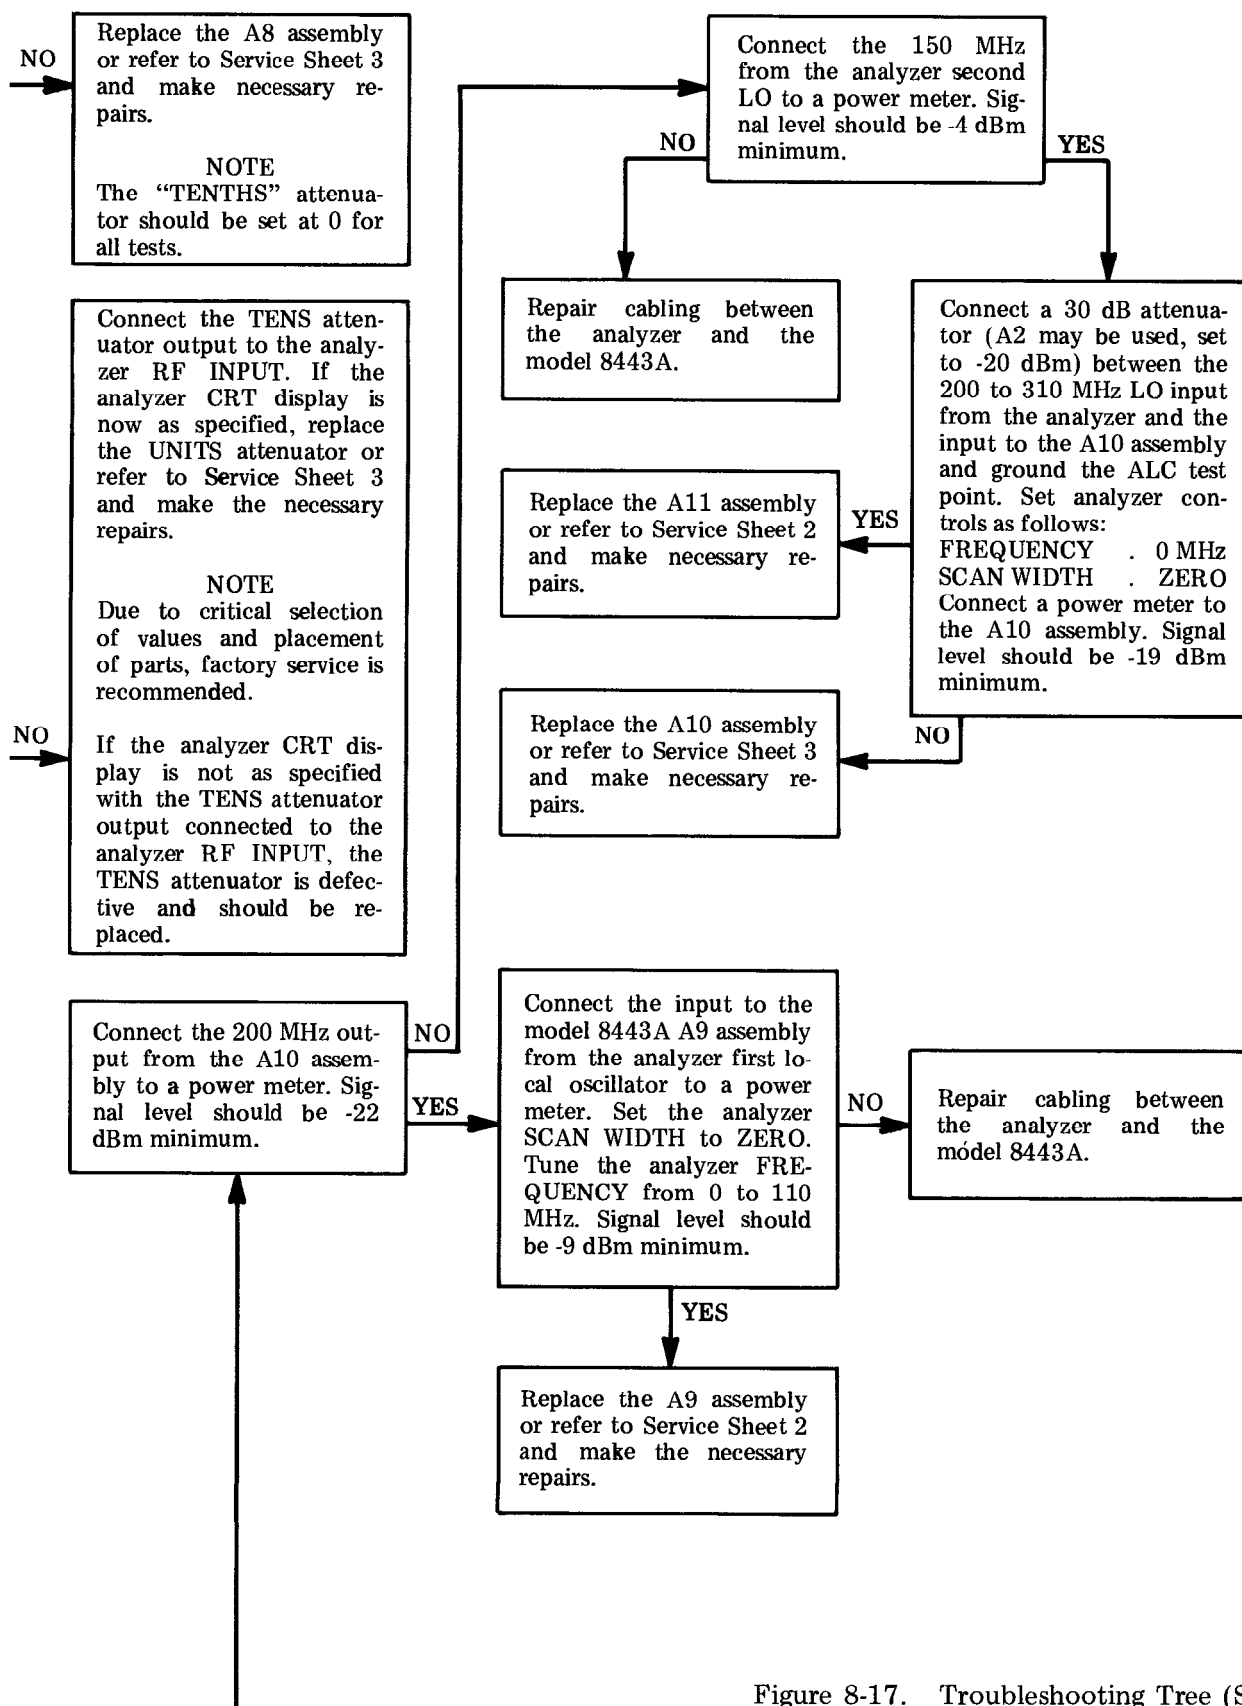 NO
Replace the A8 assembly
or refer to Service Sheet 3
and make necessary re-
pairs.
NOTE
The “TENTHS” attenua-
tor should be set at 0 for
all tests.
Connect the 150 MHz
from the analyzer second
LO to a power meter. Sig-
nal level should be -4 dBm
minimum.
NO
YES
Repair cabling between
the analyzer and the
model 8443A.
Connect a 30 dB attenua-
tor (A2 may be used, set
to -20 dBm) between the
200 to 310 MHz LO input
from the analyzer and the
input to the A10 assembly
and ground the ALC test
point. Set analyzer con-
trols as follows:
FREQUENCY . 0 MHz
SCAN WIDTH . ZERO
Connect a power meter to
the A10 assembly. Signal
level should be -19 dBm
minimum.
YES
Replace the A11 assembly
or refer to Service Sheet 2
and make necessary re-
pairs.
NO
Replace the A10 assembly
or refer to Service Sheet 3
and make necessary re-
pairs.
NO
Connect the TENS atten-
uator output to the analy-
zer RF INPUT. If the
analyzer CRT display is
now as specified, replace
the UNITS attenuator or
refer to Service Sheet 3
and make the necessary
repairs.
NOTE
Due to critical selection
of values and placement
of parts, factory service is
recommended.
If the analyzer CRT dis-
play is not as specified
with the TENS attenuator
output connected to the
analyzer RF INPUT, the
TENS attenuator is defec-
tive and should be re-
placed.
Connect the 200 MHz out-
put from the A10 assem-
bly to a power meter. Sig-
nal level should be -22
dBm minimum.
NO
YES
Connect the input to the
model 8443A A9 assembly
from the analyzer first lo-
cal oscillator to a power
meter. Set the analyzer
SCAN WIDTH to ZERO.
Tune the analyzer FRE-
QUENCY from 0 to 110
MHz. Signal level should
be -9 dBm minimum.
NO
Repair cabling between
the analyzer and the
model 8443A.
YES
Replace the A9 assembly
or refer to Service Sheet 2
and make the necessary
repairs.
Figure 8-17. Troubleshooting Tree (S